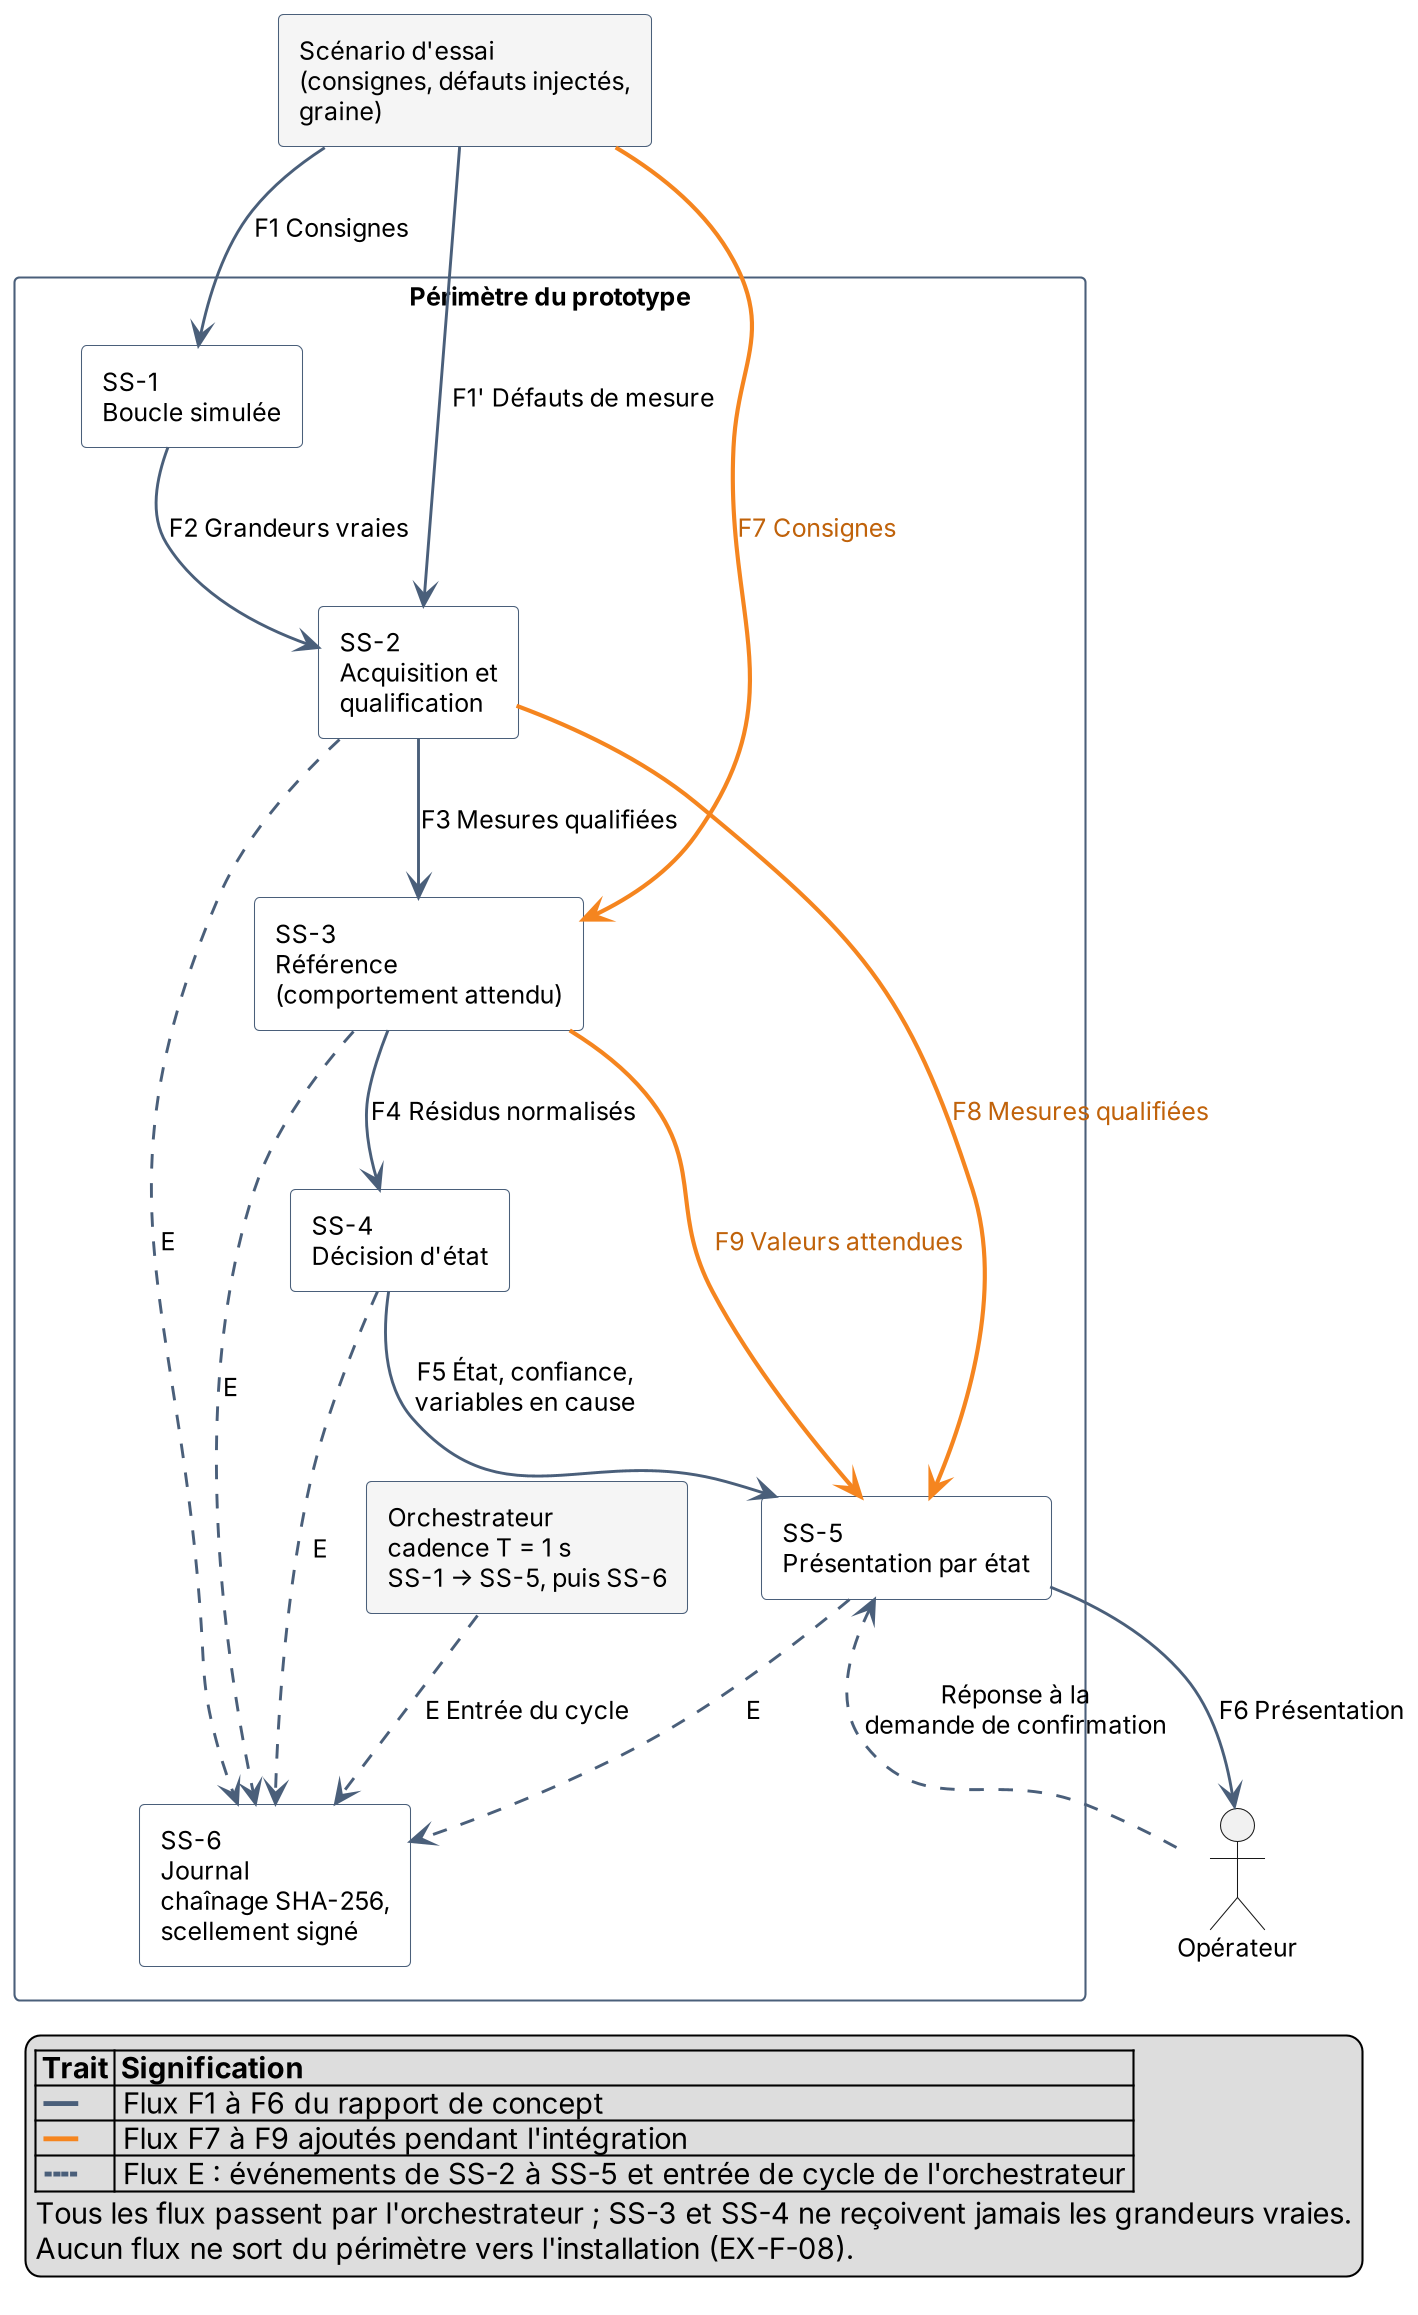 Scénario d'essai
(consignes, défauts injectés,
graine)
F1 Consignes
Périmètre du prototype
SS-1
Boucle simulée
F1' Défauts de mesure
F2 Grandeurs vraies
F7 Consignes
SS-2
Acquisition et
qualification
F3 Mesures qualifiées
SS-3
Référence
(comportement attendu)
F4 Résidus normalisés
F8 Mesures qualifiées
SS-4
Décision d'état
E
F9 Valeurs attendues
E
F5 État, confiance,
variables en cause
E
Orchestrateur
cadence T = 1 s
SS-1 → SS-5, puis SS-6
SS-5
Présentation par état
E Entrée du cycle
E
Réponse à la
demande de confirmation
F6 Présentation
SS-6
Journal
chaînage SHA-256,
scellement signé
Opérateur
Trait Signification
Flux F1 à F6 du rapport de concept
Flux F7 à F9 ajoutés pendant l'intégration
Flux E : événements de SS-2 à SS-5 et entrée de cycle de l'orchestrateur
Tous les flux passent par l'orchestrateur ; SS-3 et SS-4 ne reçoivent jamais les grandeurs vraies.
Aucun flux ne sort du périmètre vers l'installation (EX-F-08).